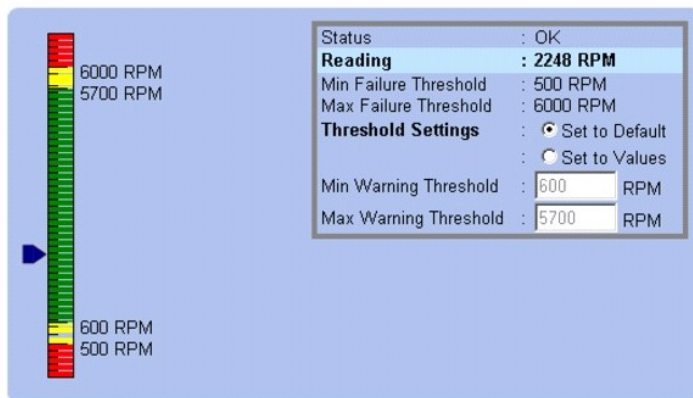 6000 RPM
5700 RPM
600 RPM
500 RPM
Status : OK
Reading : 2248 RPM
Min Failure Threshold : 500 RPM
Max Failure Threshold : 6000 RPM
Threshold Settings : Set to Default
: Set to Values
Min Warning Threshold : 600 RPM
Max Warning Threshold : 5700 RPM